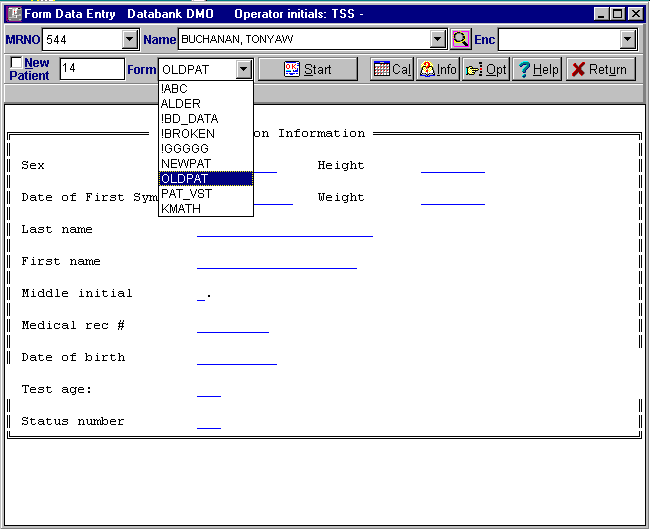 Form Data Entry Databank DMO Operator initials: TSS -
MRNO 544 Name BUCHANAN, TONYAW Enc
New Patient 14 Form OLDPAT Start Cal Info Opt Help Return
!ABC
ALDER
!BD_DATA
!BROKEN
on Information
!GGGGG
NEWPAT
Sex Height
OLDPAT
PAT_VST
Date of First Sym Weight
KMATH
Last name
First name
Middle initial .
Medical rec #
Date of birth
Test age:
Status number